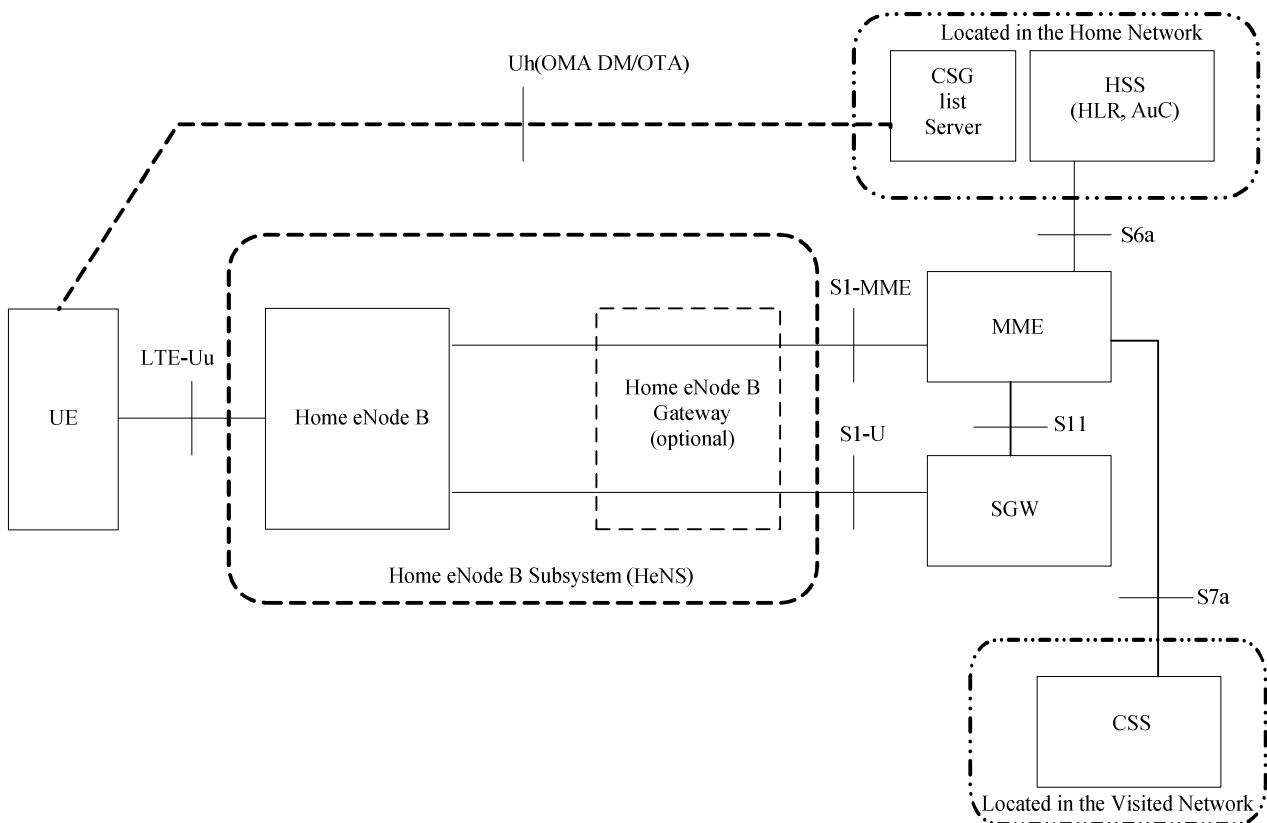 Located in the Home Network
Uh(OMA DM/OTA)
CSG
list
Server
HSS
(HLR, AuC)
S6a
S1-MME
MME
LTE-Uu
UE
Home eNode B
Home eNode B
Gateway
(optional)
S1-U
S11
SGW
Home eNode B Subsystem (HeNS)
S7a
CSS
Located in the Visited Network